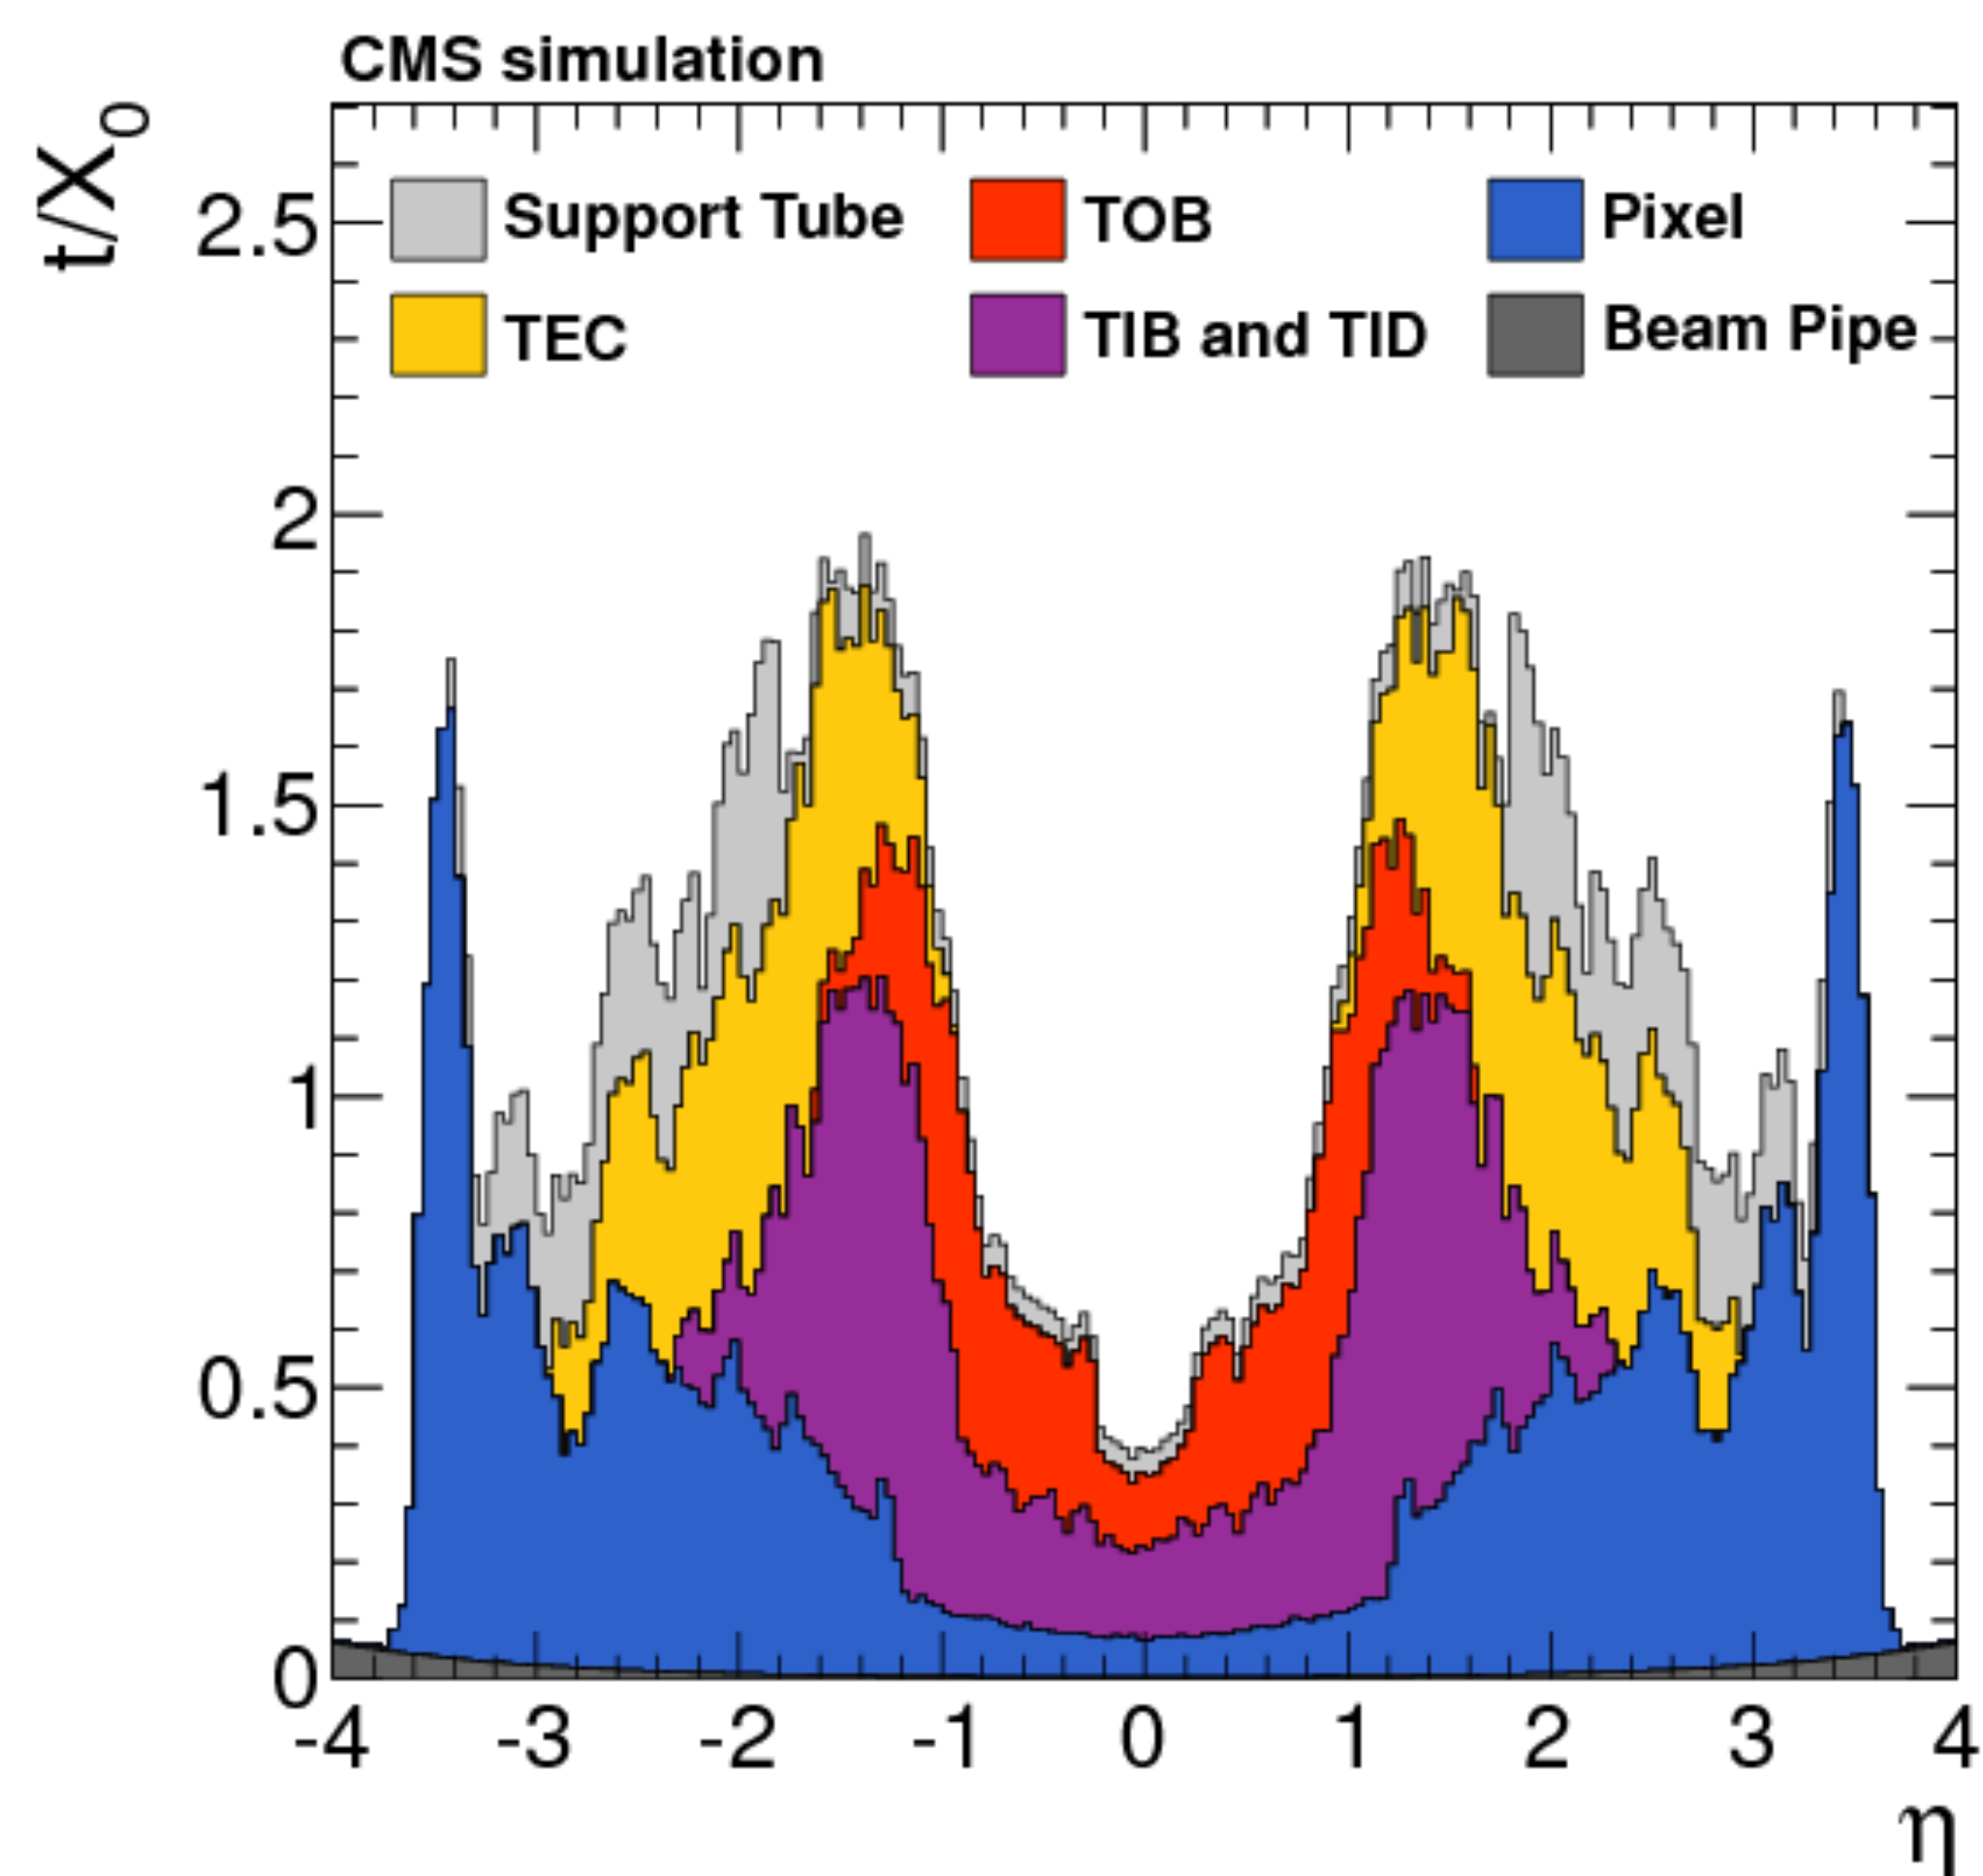 CMS simulation
t/X0
2.5
2
1.5
1
0.5
0
Support Tube
TOB
Pixel
TEC
TIB and TID
Beam Pipe
-4 -3 -2 -1 0 1 2 3 4
η